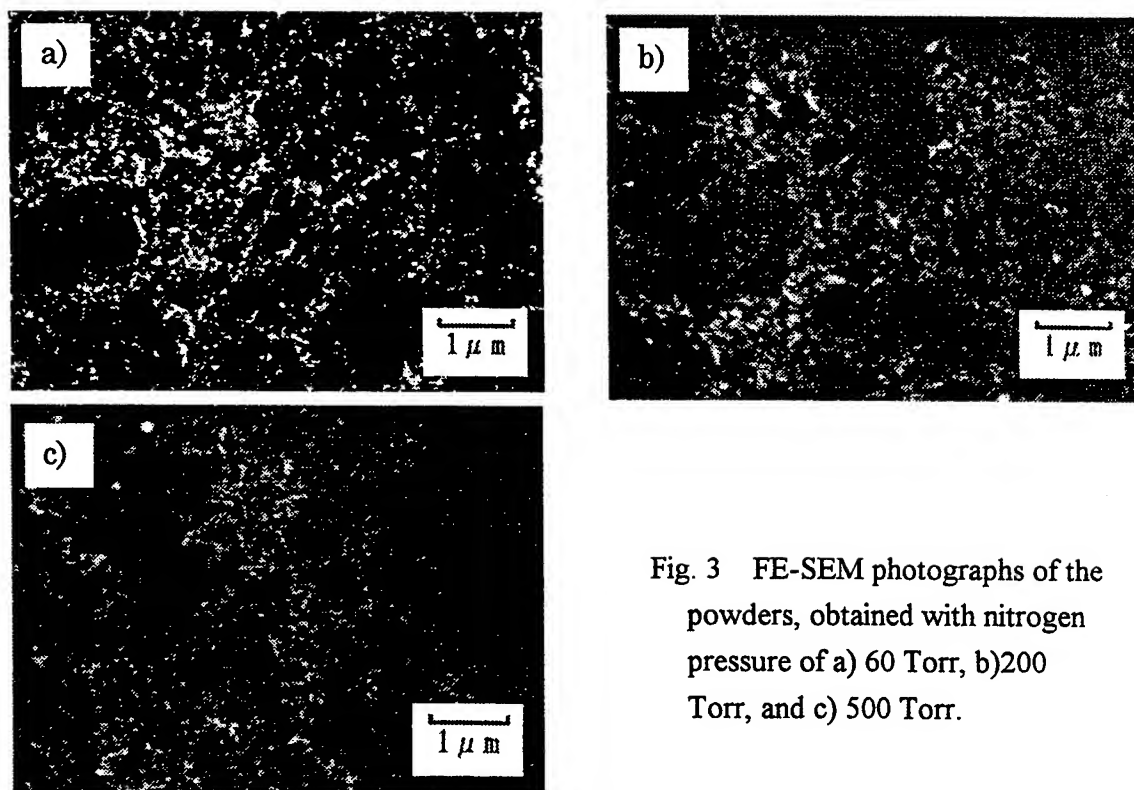 a)
1 μ m
b)
1 μ m
c)
1 μ m
Fig. 3 FE-SEM photographs of the
powders, obtained with nitrogen
pressure of a) 60 Torr, b)200
Torr, and c) 500 Torr.